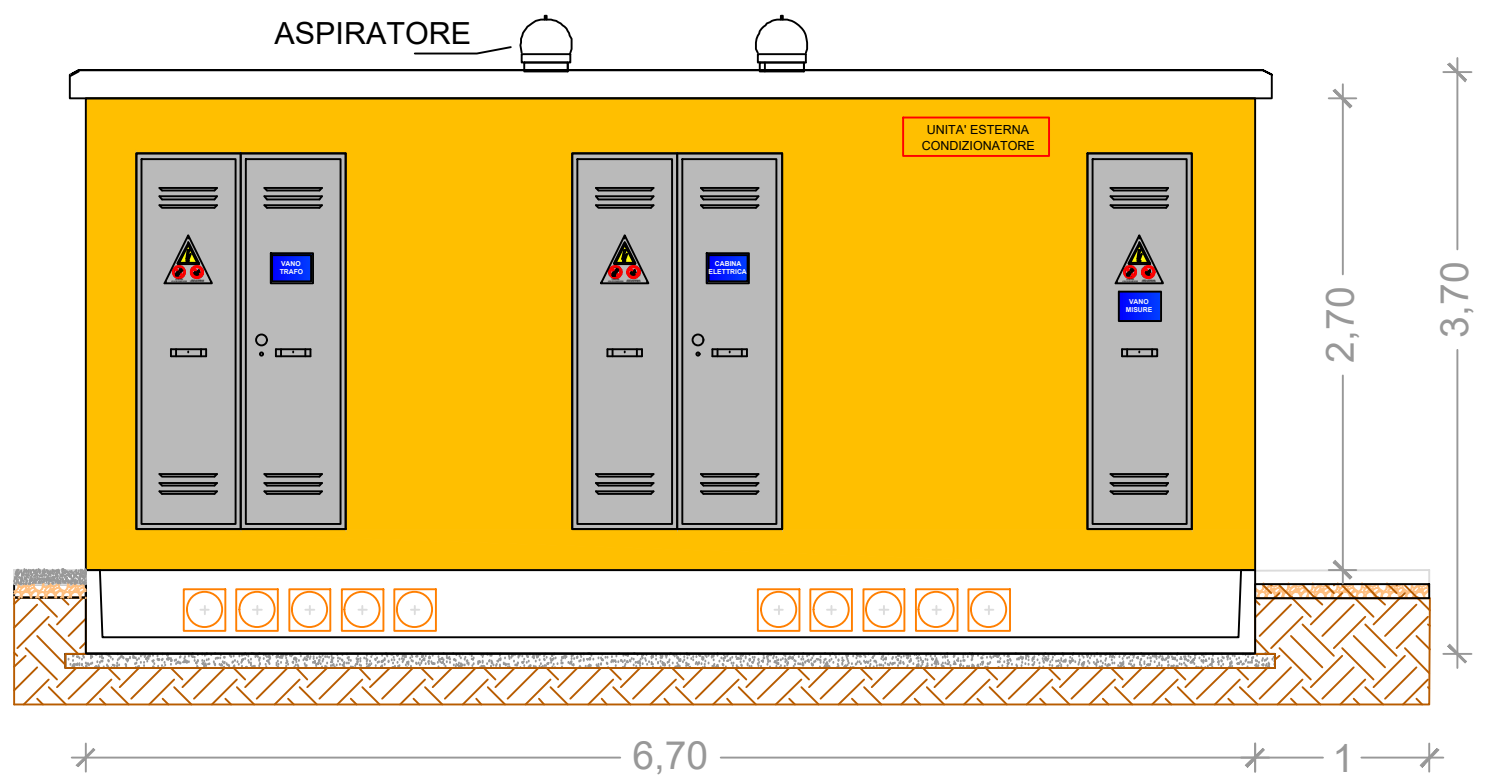 ASPIRATORE
UNITA' ESTERNA
CONDIZIONATORE
VANO
TRAFO
CABINA
ELETTRICA
VANO
MISURE
2,70
3,70
6,70
1